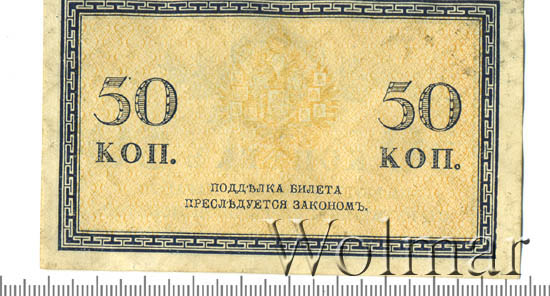 50 50
КОП. КОП.
ПОДДѢЛКА БИЛЕТА
ПРЕСЛѢДУЕТСЯ ЗАКОНОМЪ.
Wolmar